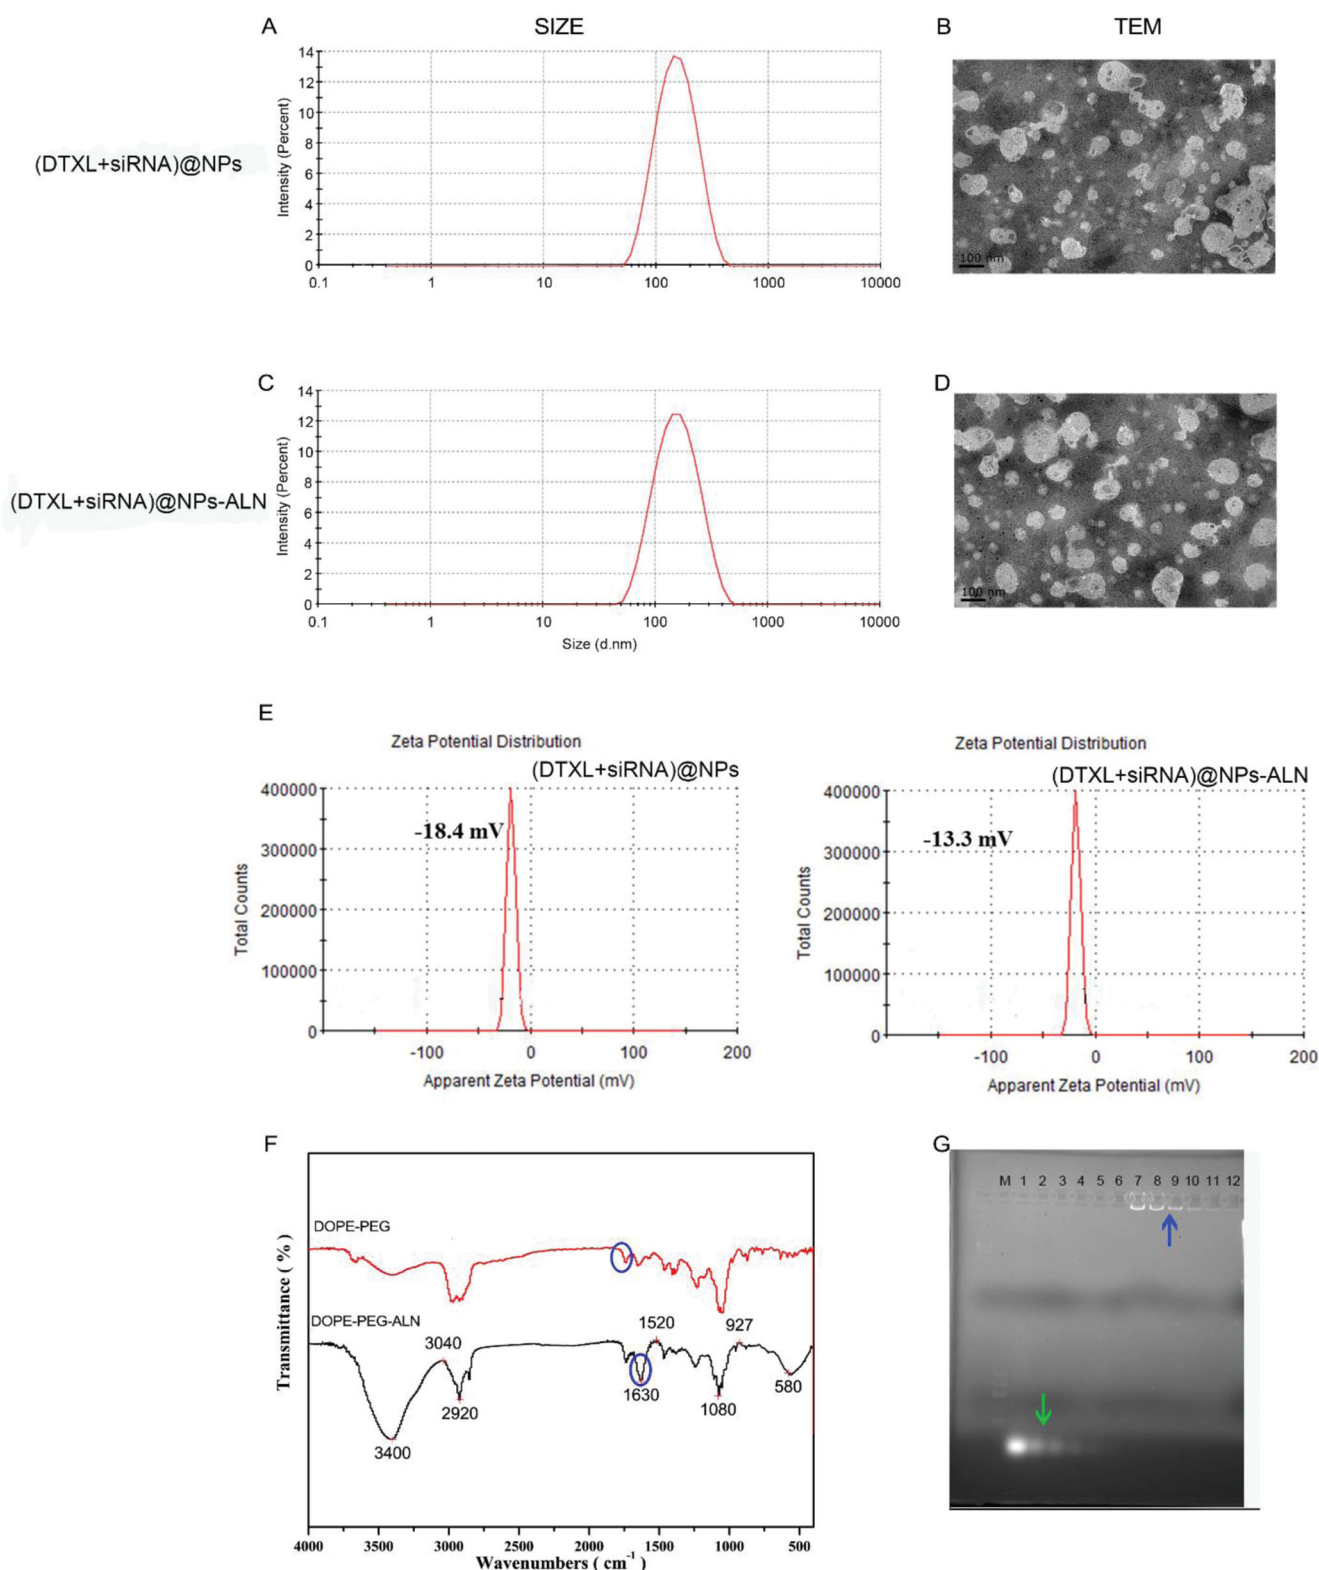 A
SIZE
B
TEM
(DTXL+siRNA)@NPs
Intensity (Percent)
14
12
10
8
6
4
2
0
0.1 1 10 100 1000 10000
100 nm
C
D
(DTXL+siRNA)@NPs-ALN
Intensity (Percent)
14
12
10
8
6
4
2
0
0.1 1 10 100 1000 10000
Size (d.nm)
100 nm
E
Zeta Potential Distribution
(DTXL+siRNA)@NPs
-18.4 mV
Total Counts
400000
300000
200000
100000
0
-100 0 100 200
Apparent Zeta Potential (mV)
Zeta Potential Distribution
(DTXL+siRNA)@NPs-ALN
-13.3 mV
Total Counts
400000
300000
200000
100000
0
-100 0 100 200
Apparent Zeta Potential (mV)
F
Transmittance ( % )
DOPE-PEG
DOPE-PEG-ALN
3040
1520
927
2920
1630
1080
580
3400
4000 3500 3000 2500 2000 1500 1000 500
Wavenumbers ( cm⁻¹ )
G
M 1 2 3 4 5 6 7 8 9 10 11 12